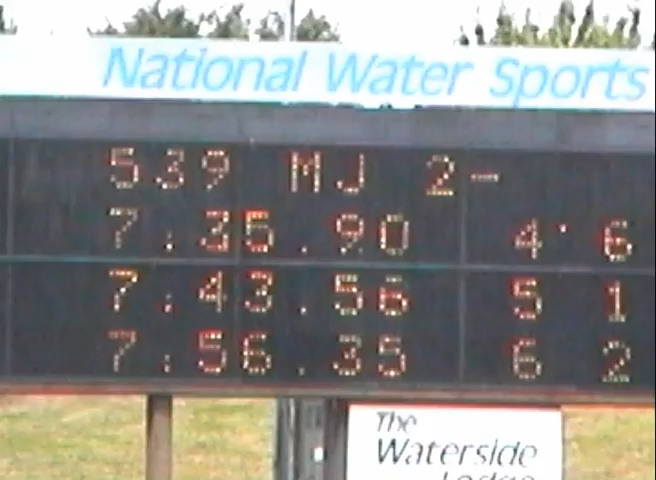 National Water Sports
539 MJ 2-
7:35.90 4 6
7:43.56 5 1
7:56.35 6 2
The
Waterside
Lodge